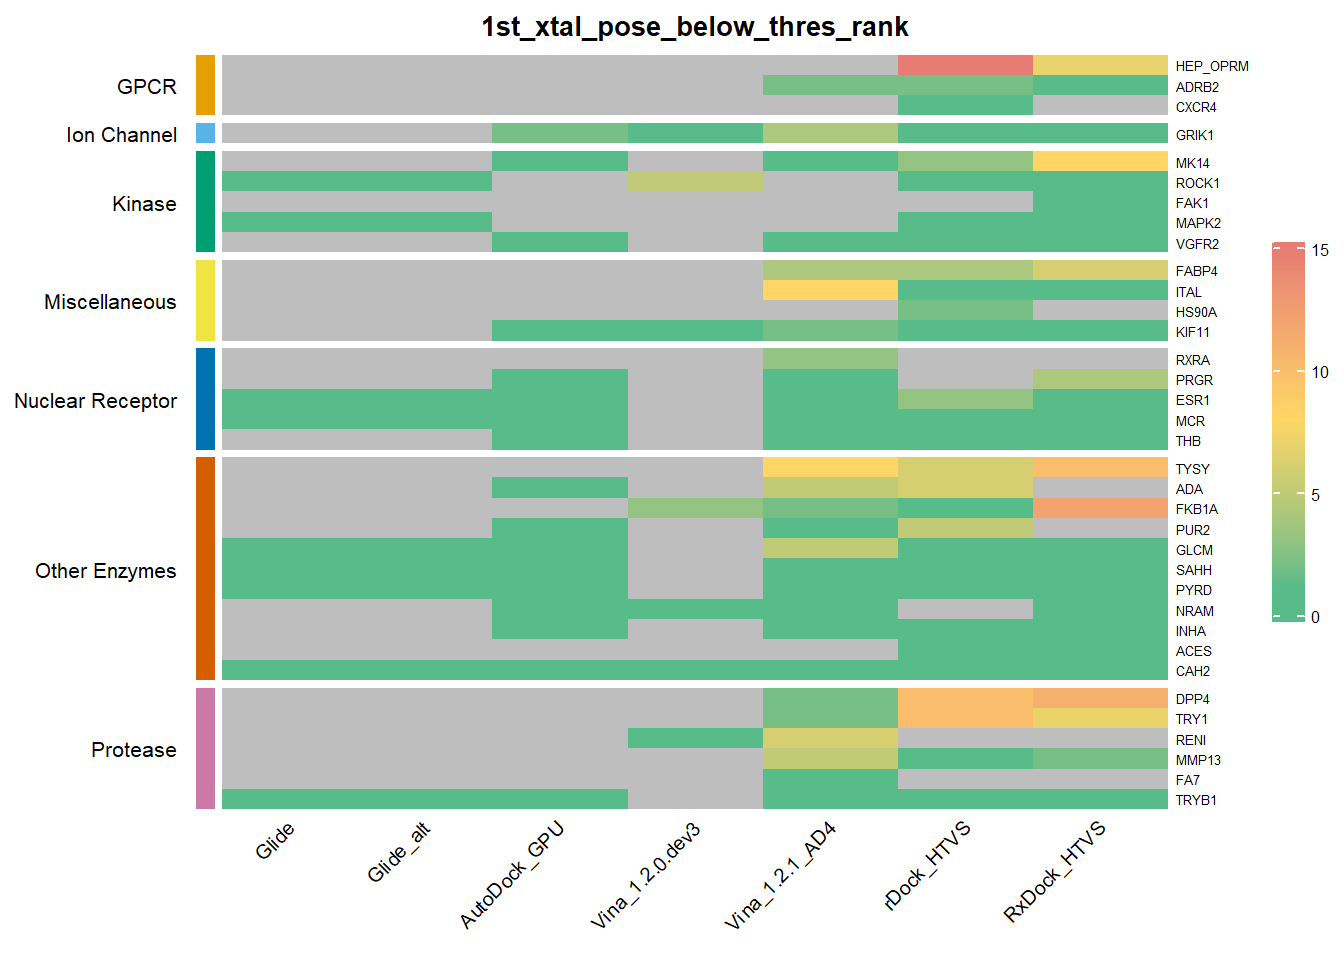 1st_xtal_pose_below_thres_rank
GPCR
HEP_OPRM
ADRB2
CXCR4
Ion Channel
GRIK1
Kinase
MK14
ROCK1
FAK1
MAPK2
VGFR2
Miscellaneous
FABP4
ITAL
HS90A
KIF11
Nuclear Receptor
RXRA
PRGR
ESR1
MCR
THB
Other Enzymes
TYSY
ADA
FKB1A
PUR2
GLCM
SAHH
PYRD
NRAM
INHA
ACES
CAH2
Protease
DPP4
TRY1
RENI
MMP13
FA7
TRYB1
15
10
5
0
Glide
Glide_alt
AutoDock_GPU
Vina_1.2.0.dev3
Vina_1.2.1_AD4
rDock_HTVS
RxDock_HTVS